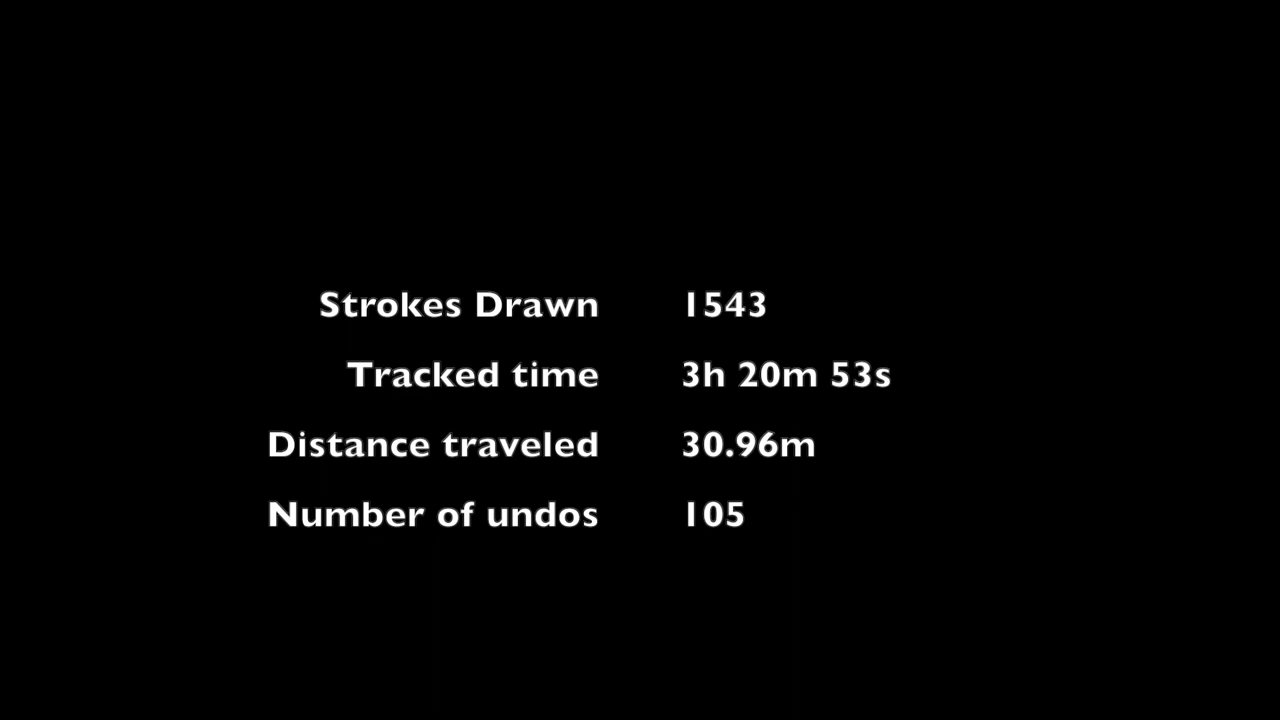 Strokes Drawn 1543
Tracked time 3h 20m 53s
Distance traveled 30.96m
Number of undos 105